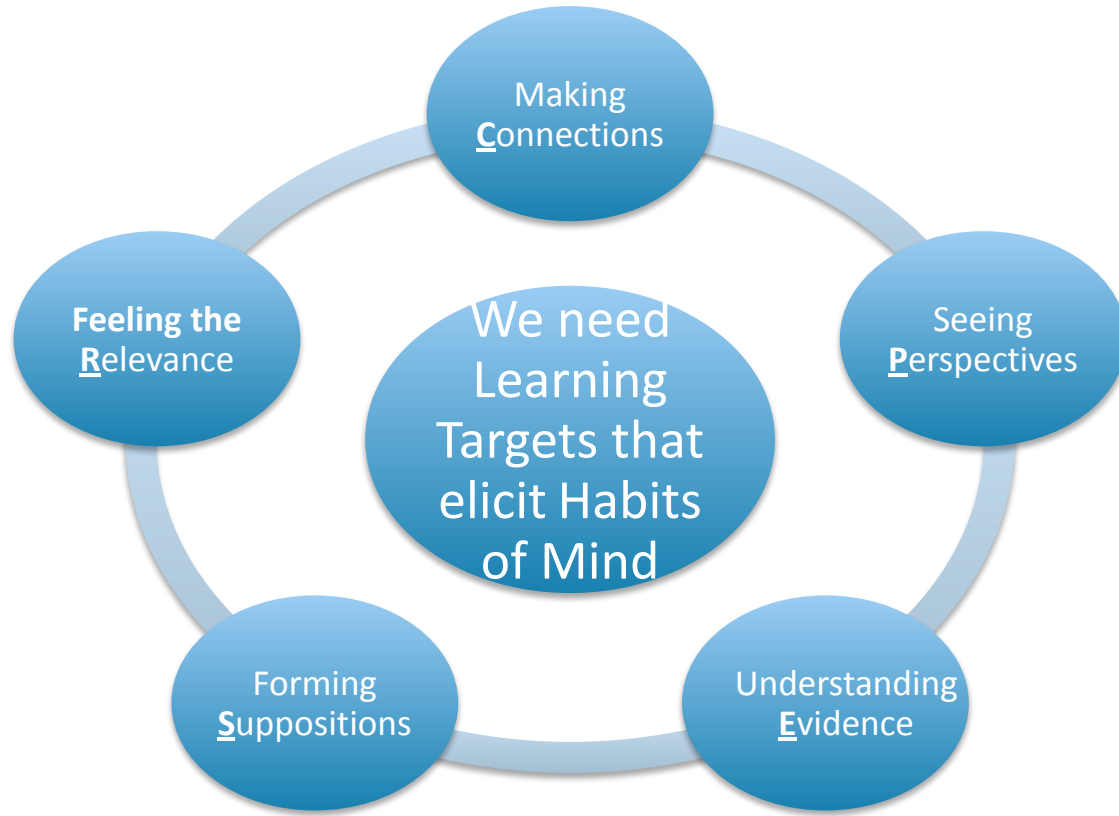 Making
Connections
Feeling the
Relevance
Seeing
Perspectives
We need
Learning
Targets that
elicit Habits
of Mind
Forming
Suppositions
Understanding
Evidence